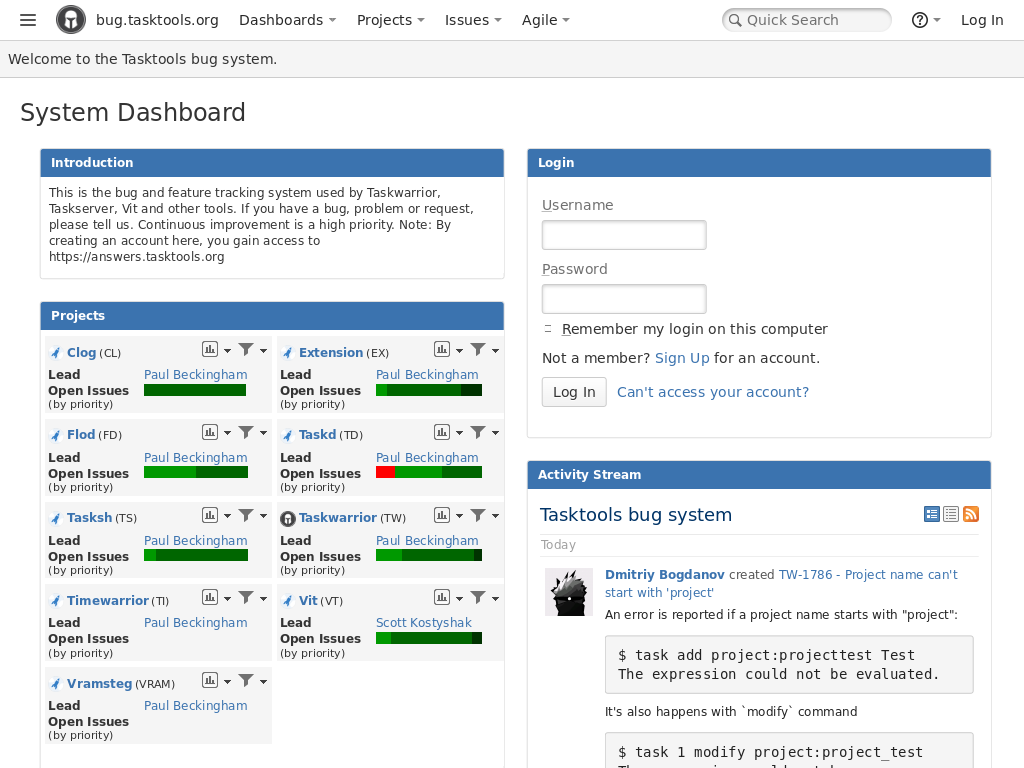 bug.tasktools.org Dashboards Projects Issues Agile Quick Search Log In
Welcome to the Tasktools bug system.
System Dashboard
Introduction
This is the bug and feature tracking system used by Taskwarrior,
Taskserver, Vit and other tools. If you have a bug, problem or request,
please tell us. Continuous improvement is a high priority. Note: By
creating an account here, you gain access to
https://answers.tasktools.org
Projects
Clog (CL)
Lead Paul Beckingham
Open Issues
(by priority)
Extension (EX)
Lead Paul Beckingham
Open Issues
(by priority)
Flod (FD)
Lead Paul Beckingham
Open Issues
(by priority)
Taskd (TD)
Lead Paul Beckingham
Open Issues
(by priority)
Tasksh (TS)
Lead Paul Beckingham
Open Issues
(by priority)
Taskwarrior (TW)
Lead Paul Beckingham
Open Issues
(by priority)
Timewarrior (TI)
Lead Paul Beckingham
Open Issues
(by priority)
Vit (VT)
Lead Scott Kostyshak
Open Issues
(by priority)
Vramsteg (VRAM)
Lead Paul Beckingham
Open Issues
(by priority)
Login
Username
Password
Remember my login on this computer
Not a member? Sign Up for an account.
Log In Can't access your account?
Activity Stream
Tasktools bug system
Today
Dmitriy Bogdanov created TW-1786 - Project name can't
start with 'project'
An error is reported if a project name starts with "project":
$ task add project:projecttest Test
The expression could not be evaluated.
It's also happens with `modify` command
$ task 1 modify project:project_test